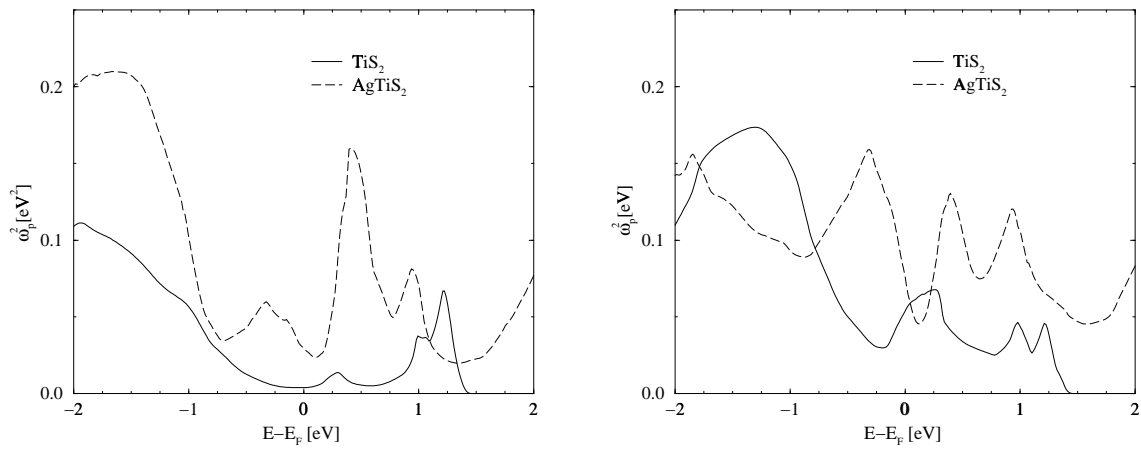 TiS₂
AgTiS₂
0.2
0.1
0.0
ω²ₚ [eV²]
−2 −1 0 1 2
E−E_F [eV]
TiS₂
AgTiS₂
0.2
0.1
0.0
ω²ₚ [eV]
−2 −1 0 1 2
E−E_F [eV]